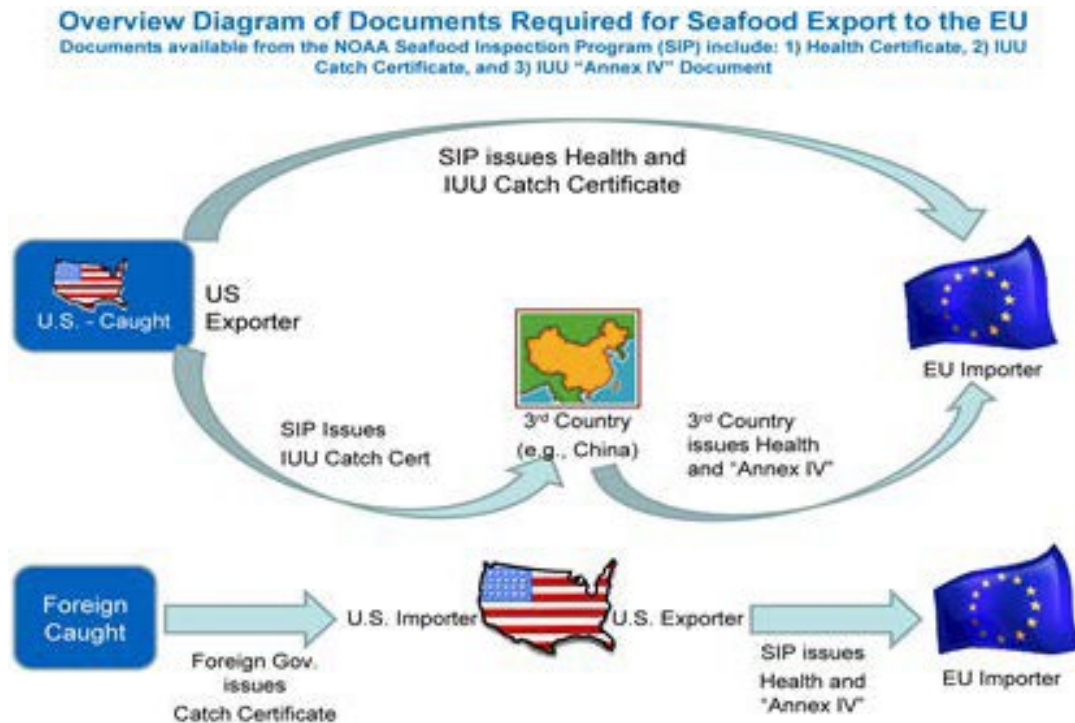 Overview Diagram of Documents Required for Seafood Export to the EU
Documents available from the NOAA Seafood Inspection Program (SIP) include: 1) Health Certificate, 2) IUU
Catch Certificate, and 3) IUU "Annex IV" Document
SIP issues Health and
IUU Catch Certificate
U.S. - Caught
US
Exporter
EU Importer
SIP Issues
IUU Catch Cert
3rd Country
(e.g., China)
3rd Country
issues Health
and "Annex IV"
Foreign
Caught
Foreign Gov.
issues
Catch Certificate
U.S. Importer
U.S. Exporter
SIP issues
Health and
"Annex IV"
EU Importer